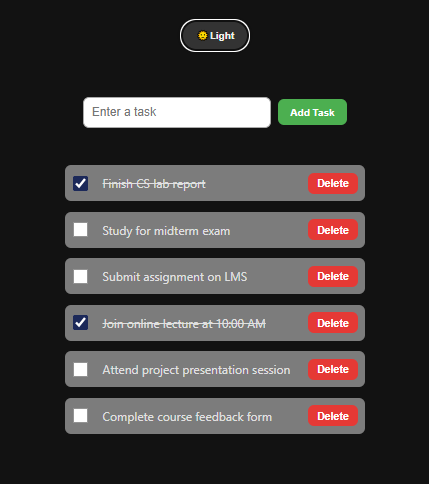 🌞 Light
Enter a task Add Task
Finish CS lab report Delete
Study for midterm exam Delete
Submit assignment on LMS Delete
Join online lecture at 10:00 AM Delete
Attend project presentation session Delete
Complete course feedback form Delete